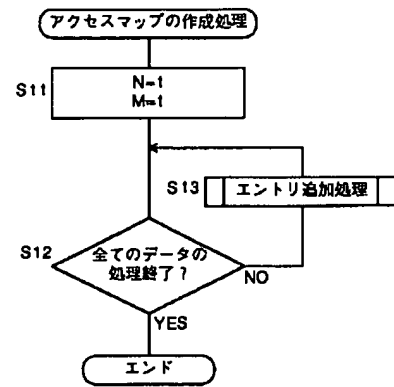 アクセスマップの作成処理
S11
N=1
M=1
S13
エントリ追加処理
S12
全てのデータの
処理終了?
NO
YES
エンド